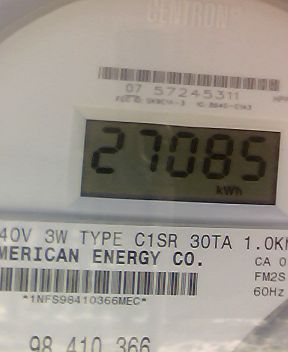 CENTRON
07 57245311
27085
kWh
40V 3W TYPE C1SR 30TA 1.0K
MERICAN ENERGY CO.
CA 0
FM2S
*1NFS98410366MEC*
60Hz
98 410 366